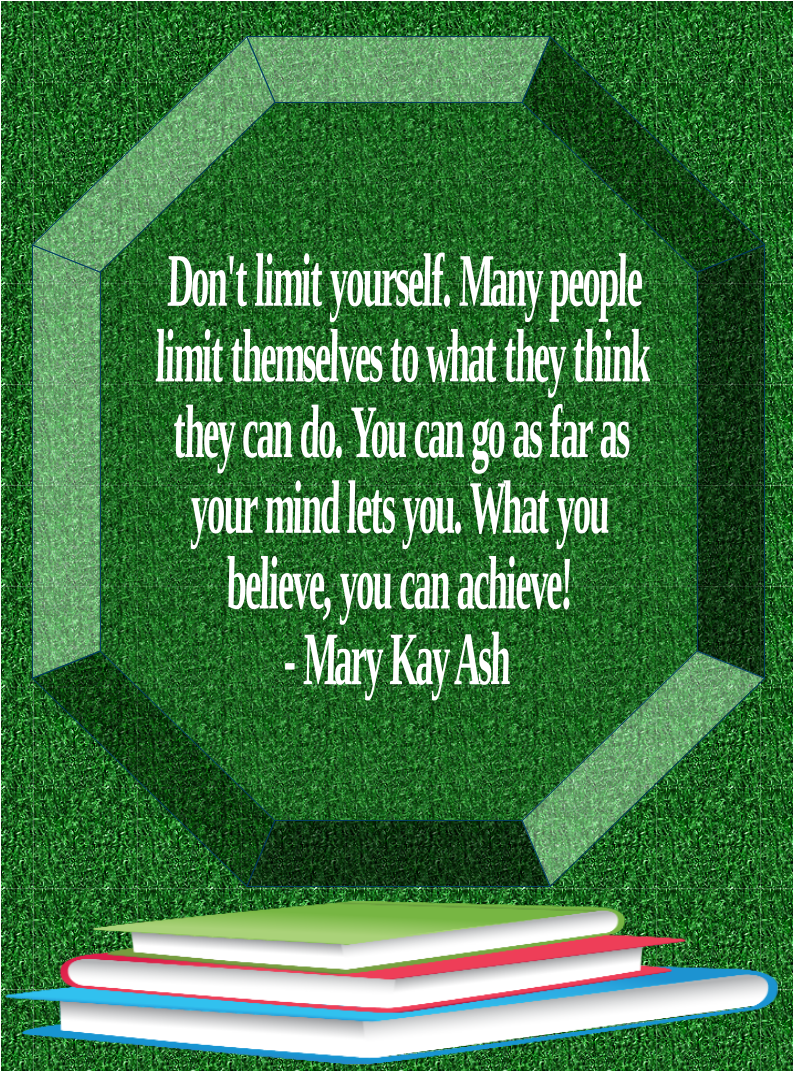 Don't limit yourself. Many people
limit themselves to what they think
they can do. You can go as far as
your mind lets you. What you
believe, you can achieve!
- Mary Kay Ash